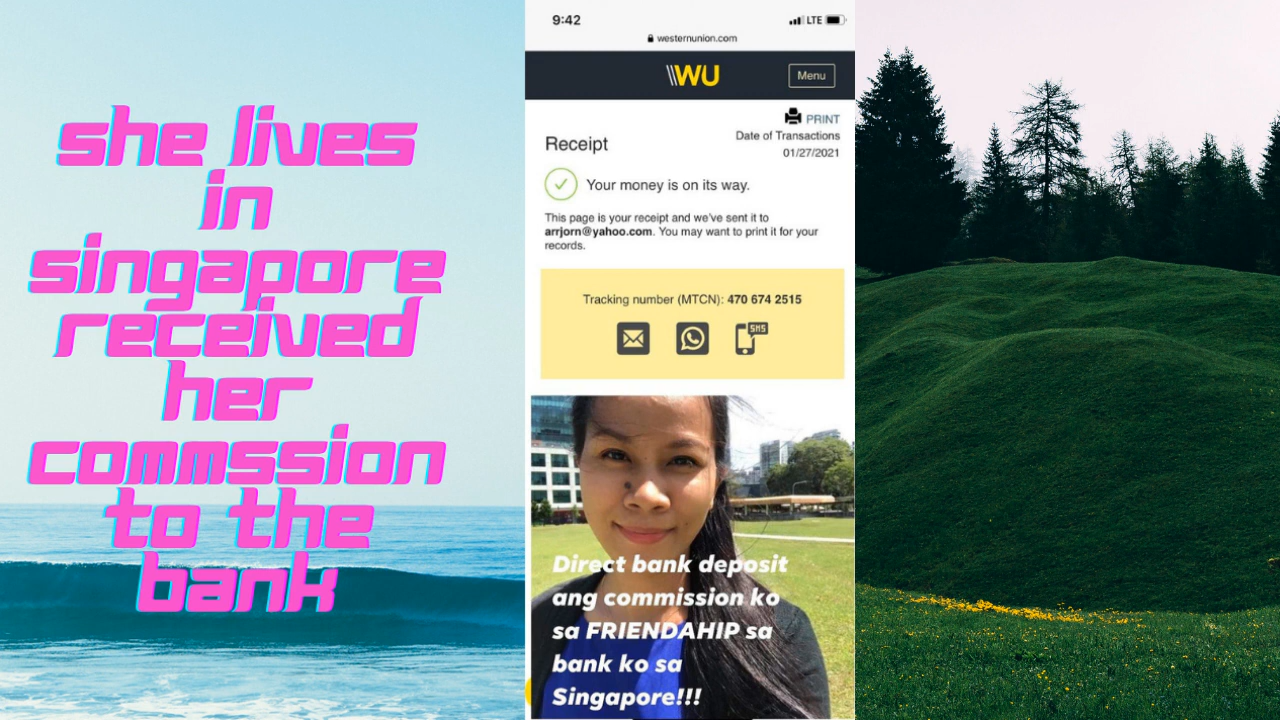 she lives
in
singapore
received
her
commssion
to the
bank
9:42
LTE
westernunion.com
WU
Menu
PRINT
Date of Transactions
01/27/2021
Receipt
Your money is on its way.
This page is your receipt and we've sent it to
arrjorn@yahoo.com. You may want to print it for your
records.
Tracking number (MTCN): 470 674 2515
SMS
Direct bank deposit
ang commission ko
sa FRIENDAHIP sa
bank ko sa
Singapore!!!